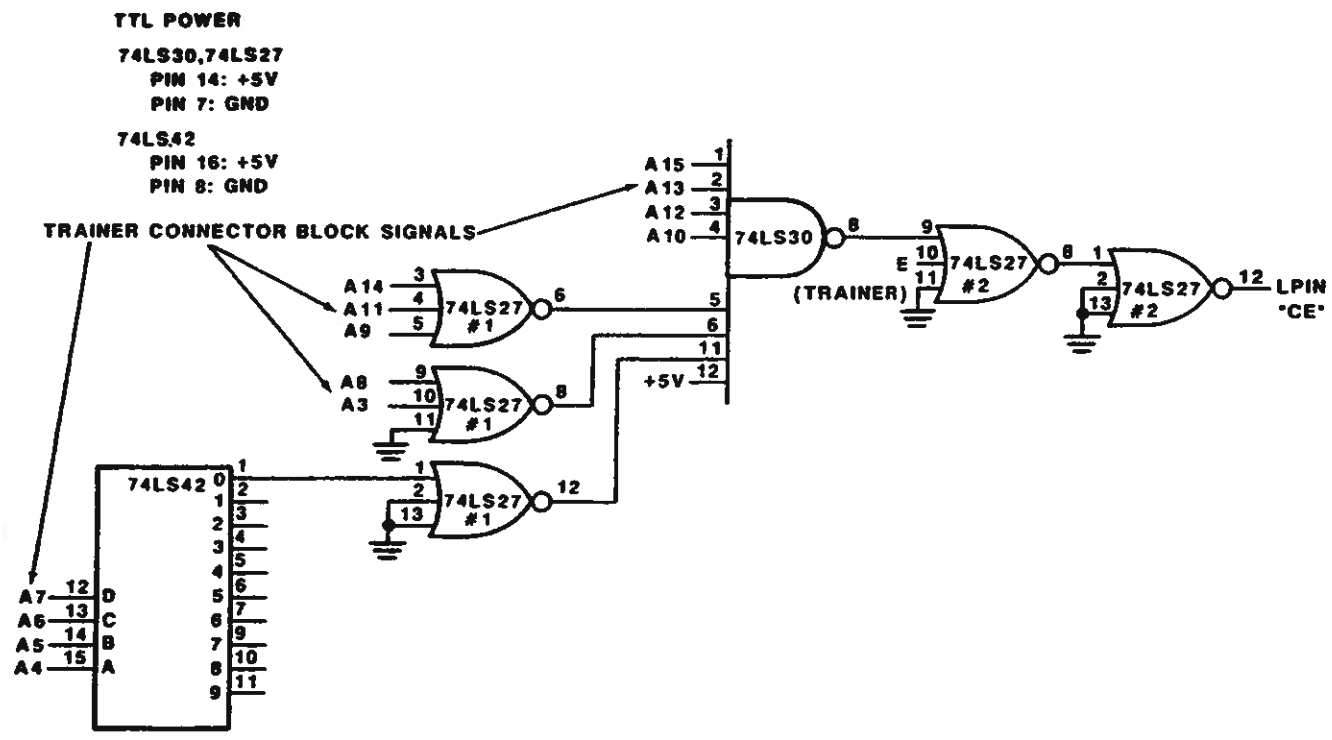 TTL POWER
74LS30,74LS27
PIN 14: +5V
PIN 7: GND
74LS42
PIN 16: +5V
PIN 8: GND
TRAINER CONNECTOR BLOCK SIGNALS
A15 1
A13 2
A12 3
A10 4
74LS30
8
9
E 10
(TRAINER) 11
74LS27
#2
8
1
2
13
74LS27
#2
12 LPIN
"CE"
A14 3
A11 4
A9 5
74LS27
#1
6
5
6
11
+5V 12
A8 9
A3 10
11
74LS27
#1
8
1
2
13
74LS27
#1
12
74LS42
0 1
1 2
2 3
3 4
4 5
5 6
6 7
7 9
8 10
9 11
A7 12 D
A6 13 C
A5 14 B
A4 15 A